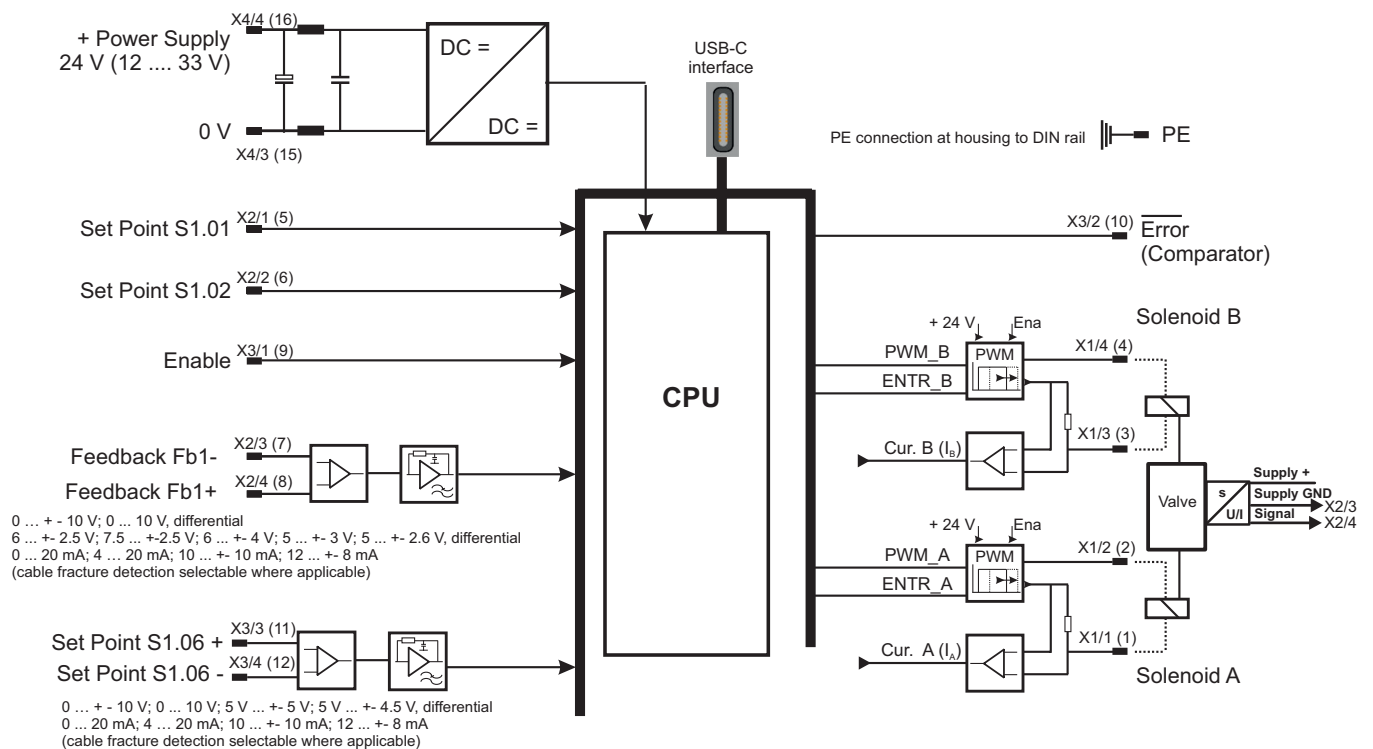 X4/4 (16)
+ Power Supply
24 V (12 .... 33 V)
0 V
X4/3 (15)
DC =
DC =
USB-C
interface
PE connection at housing to DIN rail
PE
Set Point S1.01
X2/1 (5)
Set Point S1.02
X2/2 (6)
Enable
X3/1 (9)
Feedback Fb1-
X2/3 (7)
Feedback Fb1+
X2/4 (8)
0 ... + - 10 V; 0 ... 10 V, differential
6 ... +- 2.5 V; 7.5 ... +-2.5 V; 6 ... +- 4 V; 5 ... +- 3 V; 5 ... +- 2.6 V, differential
0 ... 20 mA; 4 ... 20 mA; 10 ... +- 10 mA; 12 ... +- 8 mA
(cable fracture detection selectable where applicable)
Set Point S1.06 +
X3/3 (11)
Set Point S1.06 -
X3/4 (12)
0 ... + - 10 V; 0 ... 10 V; 5 V ... +- 5 V; 5 V ... +- 4.5 V, differential
0 ... 20 mA; 4 ... 20 mA; 10 ... +- 10 mA; 12 ... +- 8 mA
(cable fracture detection selectable where applicable)
CPU
X3/2 (10)
Error
(Comparator)
Solenoid B
+ 24 V
Ena
PWM_B
PWM
X1/4 (4)
ENTR_B
Cur. B (I_B)
X1/3 (3)
Valve
s
U/I
Supply +
Supply GND
X2/3
Signal
X2/4
+ 24 V
Ena
PWM_A
PWM
X1/2 (2)
ENTR_A
Cur. A (I_A)
X1/1 (1)
Solenoid A